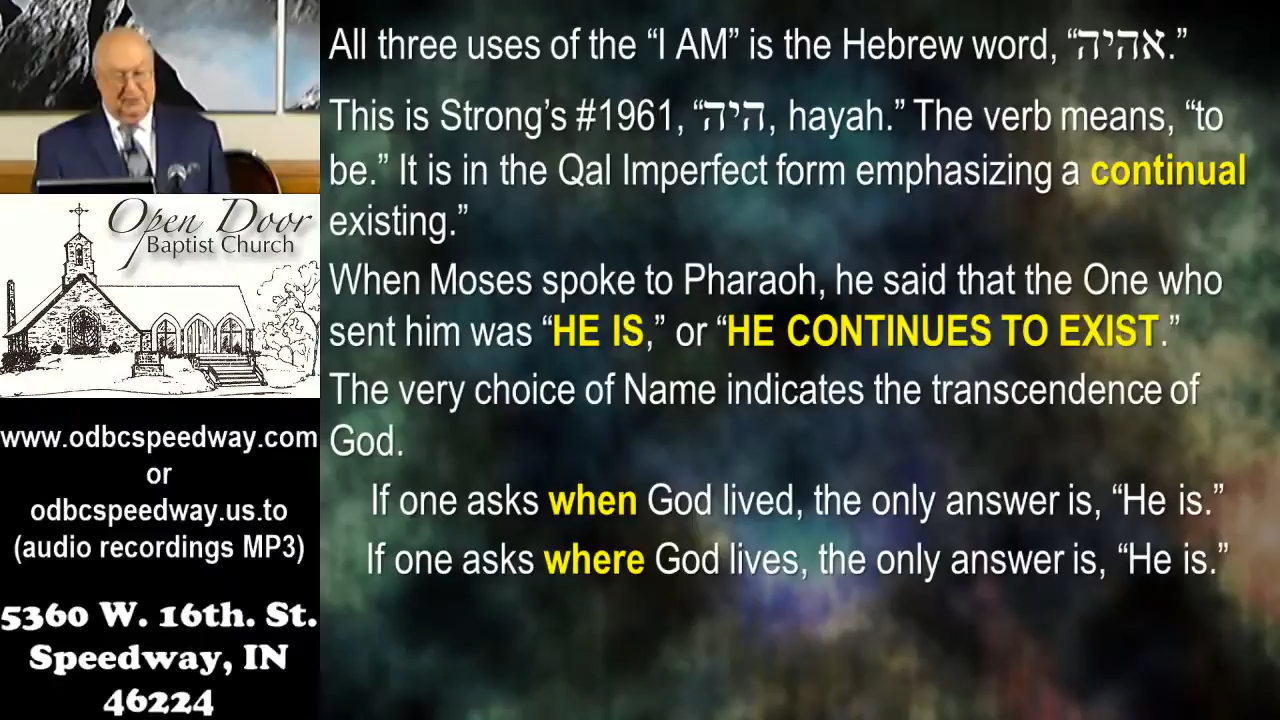 All three uses of the “I AM” is the Hebrew word, “אהיה.”
This is Strong’s #1961, “היה, hayah.” The verb means, “to
be.” It is in the Qal Imperfect form emphasizing a continual
existing.”
When Moses spoke to Pharaoh, he said that the One who
sent him was “HE IS,” or “HE CONTINUES TO EXIST.”
The very choice of Name indicates the transcendence of
God.
If one asks when God lived, the only answer is, “He is.”
If one asks where God lives, the only answer is, “He is.”
Open Door
Baptist Church
www.odbcspeedway.com
or
odbcspeedway.us.to
(audio recordings MP3)
5360 W. 16th. St.
Speedway, IN
46224